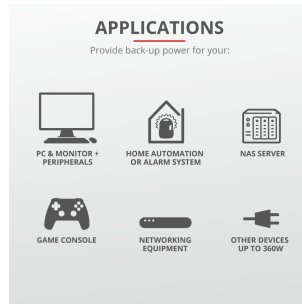 APPLICATIONS
Provide back-up power for your:
PC & MONITOR +
PERIPHERALS
HOME AUTOMATION
OR ALARM SYSTEM
NAS SERVER
GAME CONSOLE
NETWORKING
EQUIPMENT
OTHER DEVICES
UP TO 360W